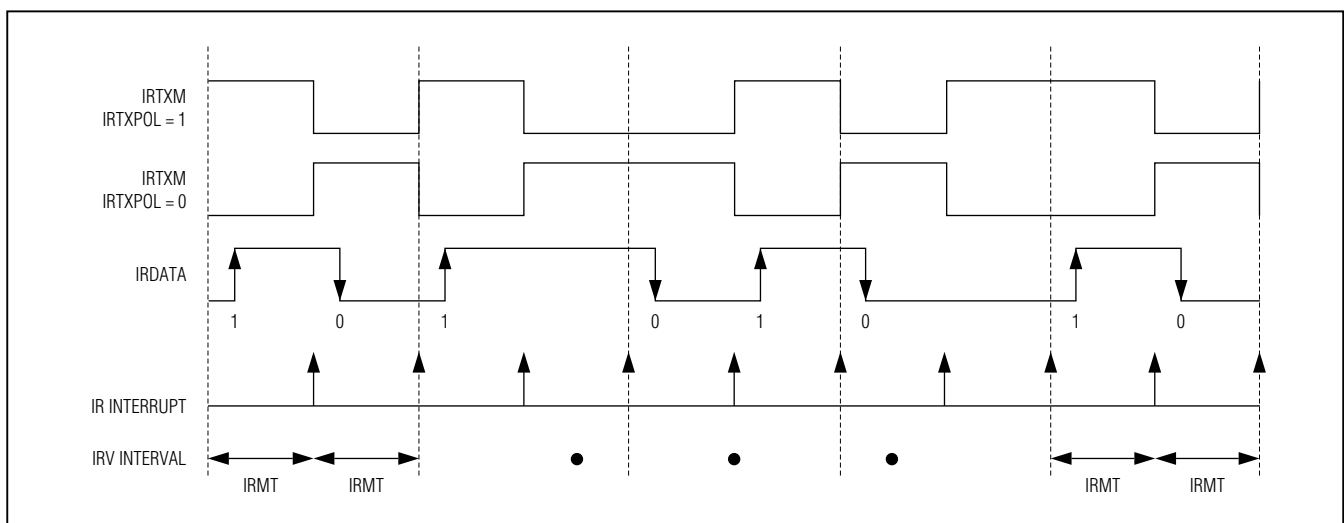 IRTXM
IRTXPOL = 1
IRTXM
IRTXPOL = 0
IRDATA
1 0 1 0 1 0 1 0
IR INTERRUPT
IRV INTERVAL
IRMT IRMT IRMT IRMT